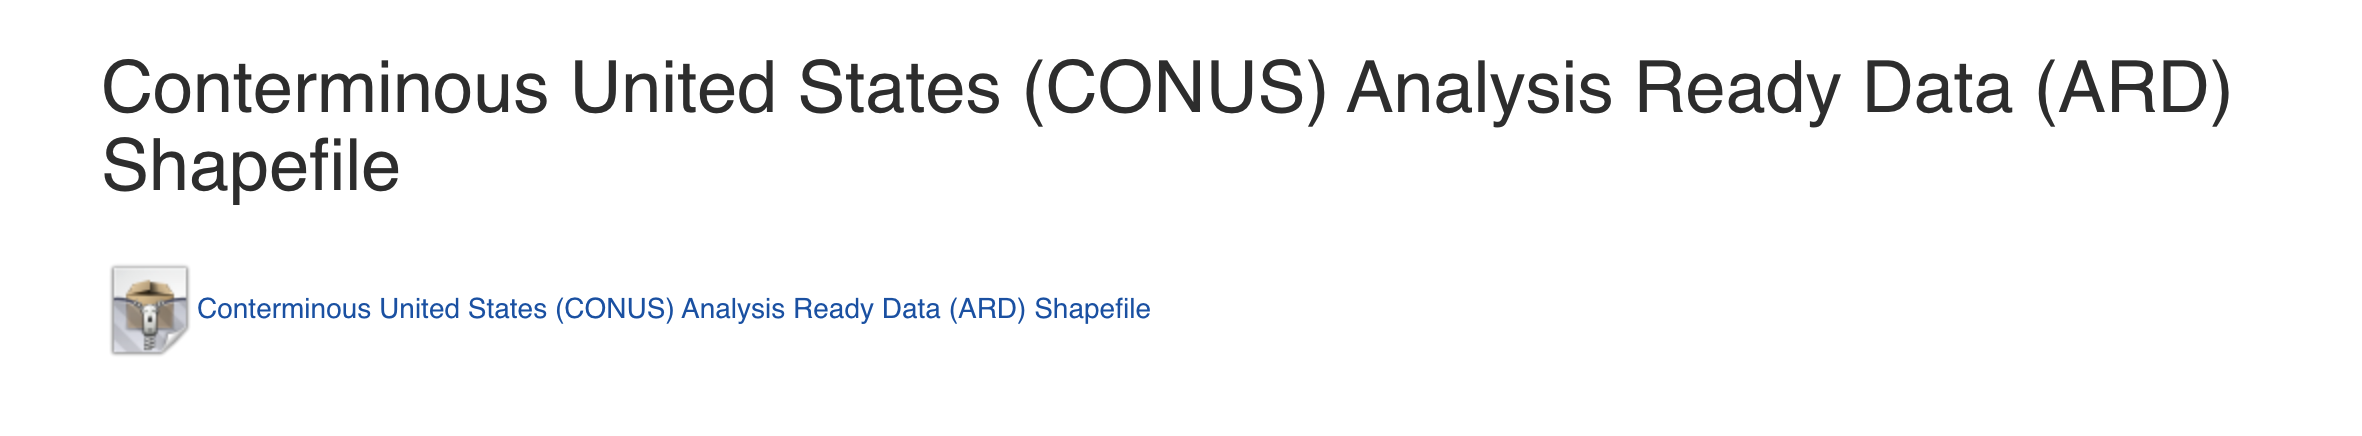 Conterminous United States (CONUS) Analysis Ready Data (ARD)
Shapefile
Conterminous United States (CONUS) Analysis Ready Data (ARD) Shapefile